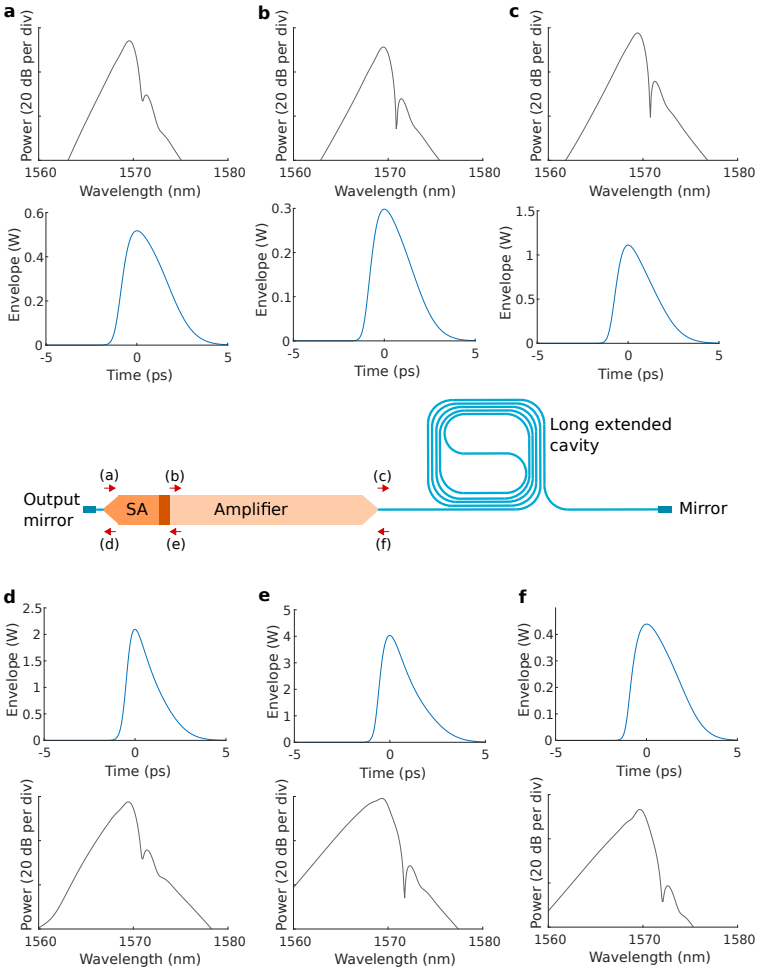 a
Power (20 dB per div)
1560 1570 1580
Wavelength (nm)
b
Power (20 dB per div)
1560 1570 1580
Wavelength (nm)
c
Power (20 dB per div)
1560 1570 1580
Wavelength (nm)
Envelope (W)
0.6
0.4
0.2
0
-5 0 5
Time (ps)
Envelope (W)
0.3
0.2
0.1
0
-5 0 5
Time (ps)
Envelope (W)
1.5
1
0.5
0
-5 0 5
Time (ps)
Long extended
cavity
(a) (b) (c)
Output
mirror
SA
Amplifier
Mirror
(d) (e) (f)
d
Envelope (W)
2.5
2
1.5
1
0.5
0
-5 0 5
Time (ps)
e
Envelope (W)
5
4
3
2
1
0
-5 0 5
Time (ps)
f
Envelope (W)
0.4
0.3
0.2
0.1
0
-5 0 5
Time (ps)
Power (20 dB per div)
1560 1570 1580
Wavelength (nm)
Power (20 dB per div)
1560 1570 1580
Wavelength (nm)
Power (20 dB per div)
1560 1570 1580
Wavelength (nm)